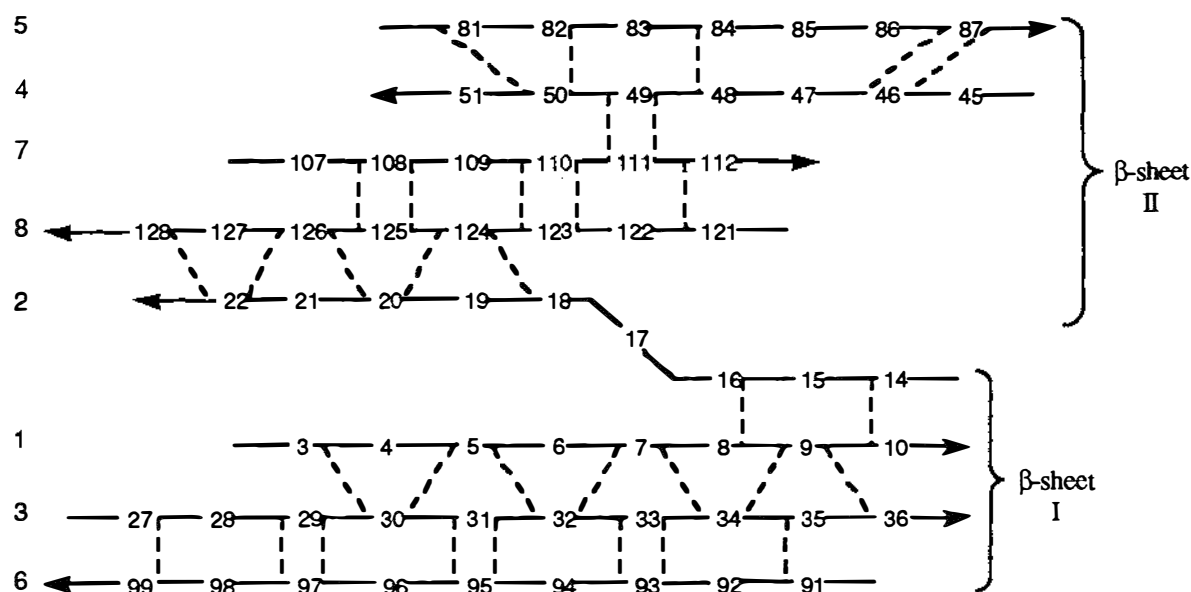 5 81 82 83 84 85 86 87
4 51 50 49 48 47 46 45
7 107 108 109 110 111 112
β-sheet
II
8 128 127 126 125 124 123 122 121
2 22 21 20 19 18
17
16 15 14
1 3 4 5 6 7 8 9 10
β-sheet
I
3 27 28 29 30 31 32 33 34 35 36
6 99 98 97 96 95 94 93 92 91